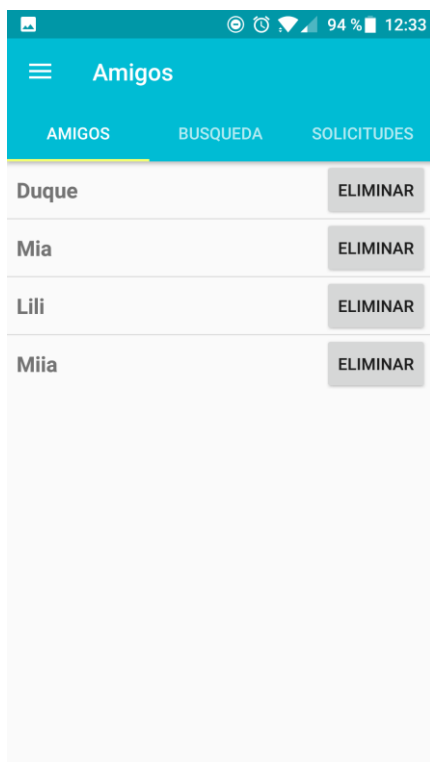 94 % 12:33
Amigos
AMIGOS BUSQUEDA SOLICITUDES
Duque ELIMINAR
Mia ELIMINAR
Lili ELIMINAR
Miia ELIMINAR